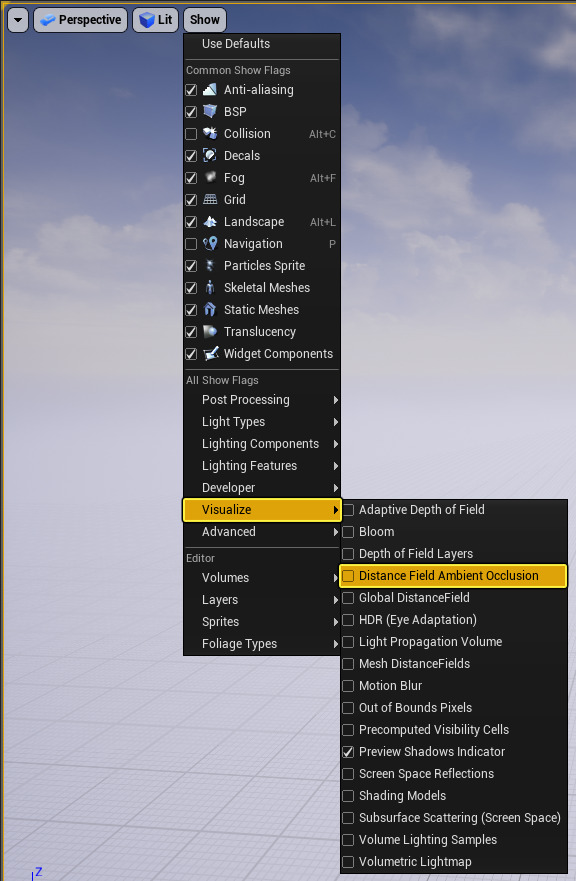 Perspective Lit Show
Use Defaults
Common Show Flags
Anti-aliasing
BSP
Collision Alt+C
Decals
Fog Alt+F
Grid
Landscape Alt+L
Navigation P
Particles Sprite
Skeletal Meshes
Static Meshes
Translucency
Widget Components
All Show Flags
Post Processing
Light Types
Lighting Components
Lighting Features
Developer
Visualize
Advanced
Editor
Volumes
Layers
Sprites
Foliage Types
Adaptive Depth of Field
Bloom
Depth of Field Layers
Distance Field Ambient Occlusion
Global DistanceField
HDR (Eye Adaptation)
Light Propagation Volume
Mesh DistanceFields
Motion Blur
Out of Bounds Pixels
Precomputed Visibility Cells
Preview Shadows Indicator
Screen Space Reflections
Shading Models
Subsurface Scattering (Screen Space)
Volume Lighting Samples
Volumetric Lightmap
Z